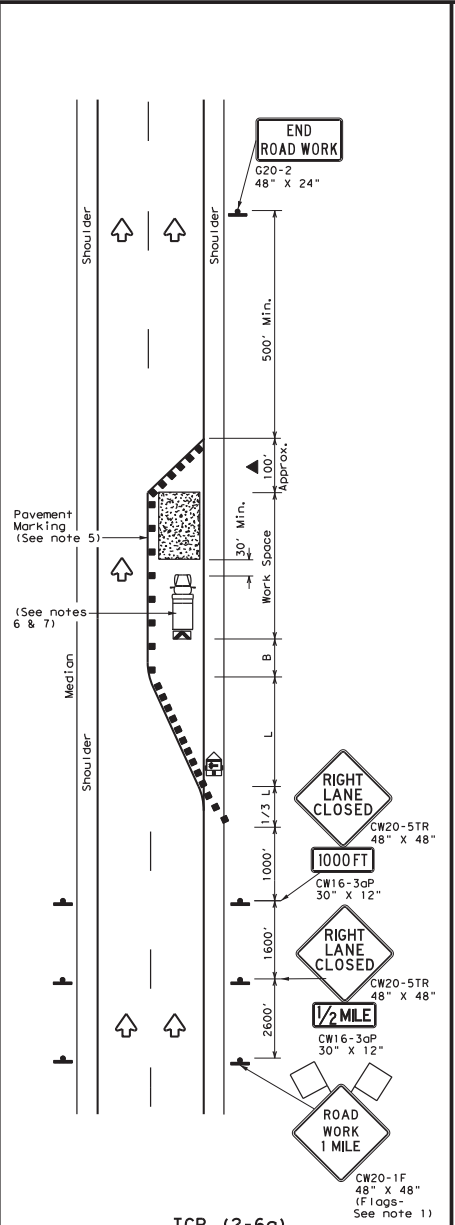 END
ROAD WORK
G20-2
48" X 24"
Shoulder
Shoulder
500' Min.
100'
Approx.
Pavement
Marking
(See note 5)
30' Min.
Work Space
(See notes
6 & 7)
B
Median
L
Shoulder
1/3 L
RIGHT
LANE
CLOSED
CW20-5TR
48" X 48"
1000 FT
CW16-3aP
30" X 12"
1000'
1600'
RIGHT
LANE
CLOSED
CW20-5TR
48" X 48"
1/2 MILE
CW16-3aP
30" X 12"
2600'
ROAD
WORK
1 MILE
CW20-1F
48" X 48"
(Flags-
See note 1)
TCP (2-6a)